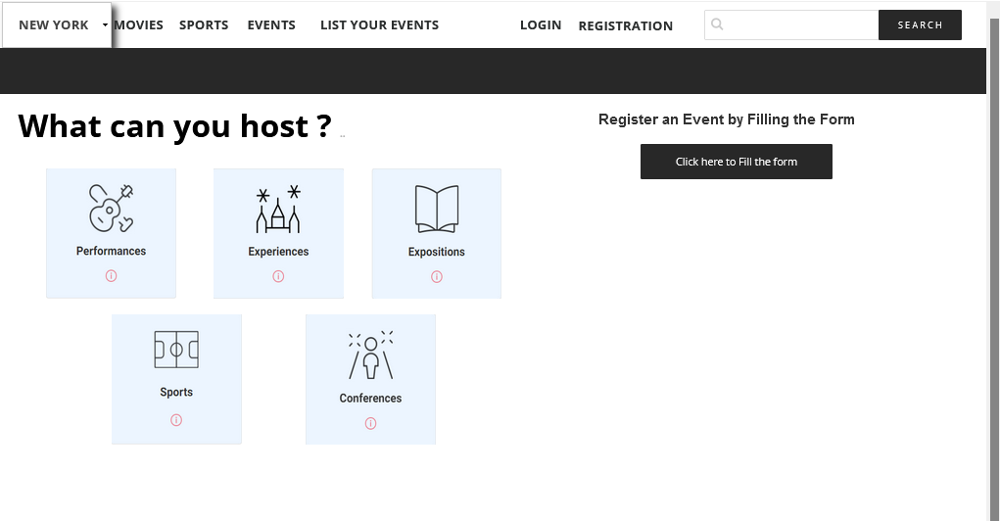 NEW YORK MOVIES SPORTS EVENTS LIST YOUR EVENTS LOGIN REGISTRATION SEARCH
What can you host ?
Register an Event by Filling the Form
Click here to Fill the form
Performances Experiences Expositions
Sports Conferences